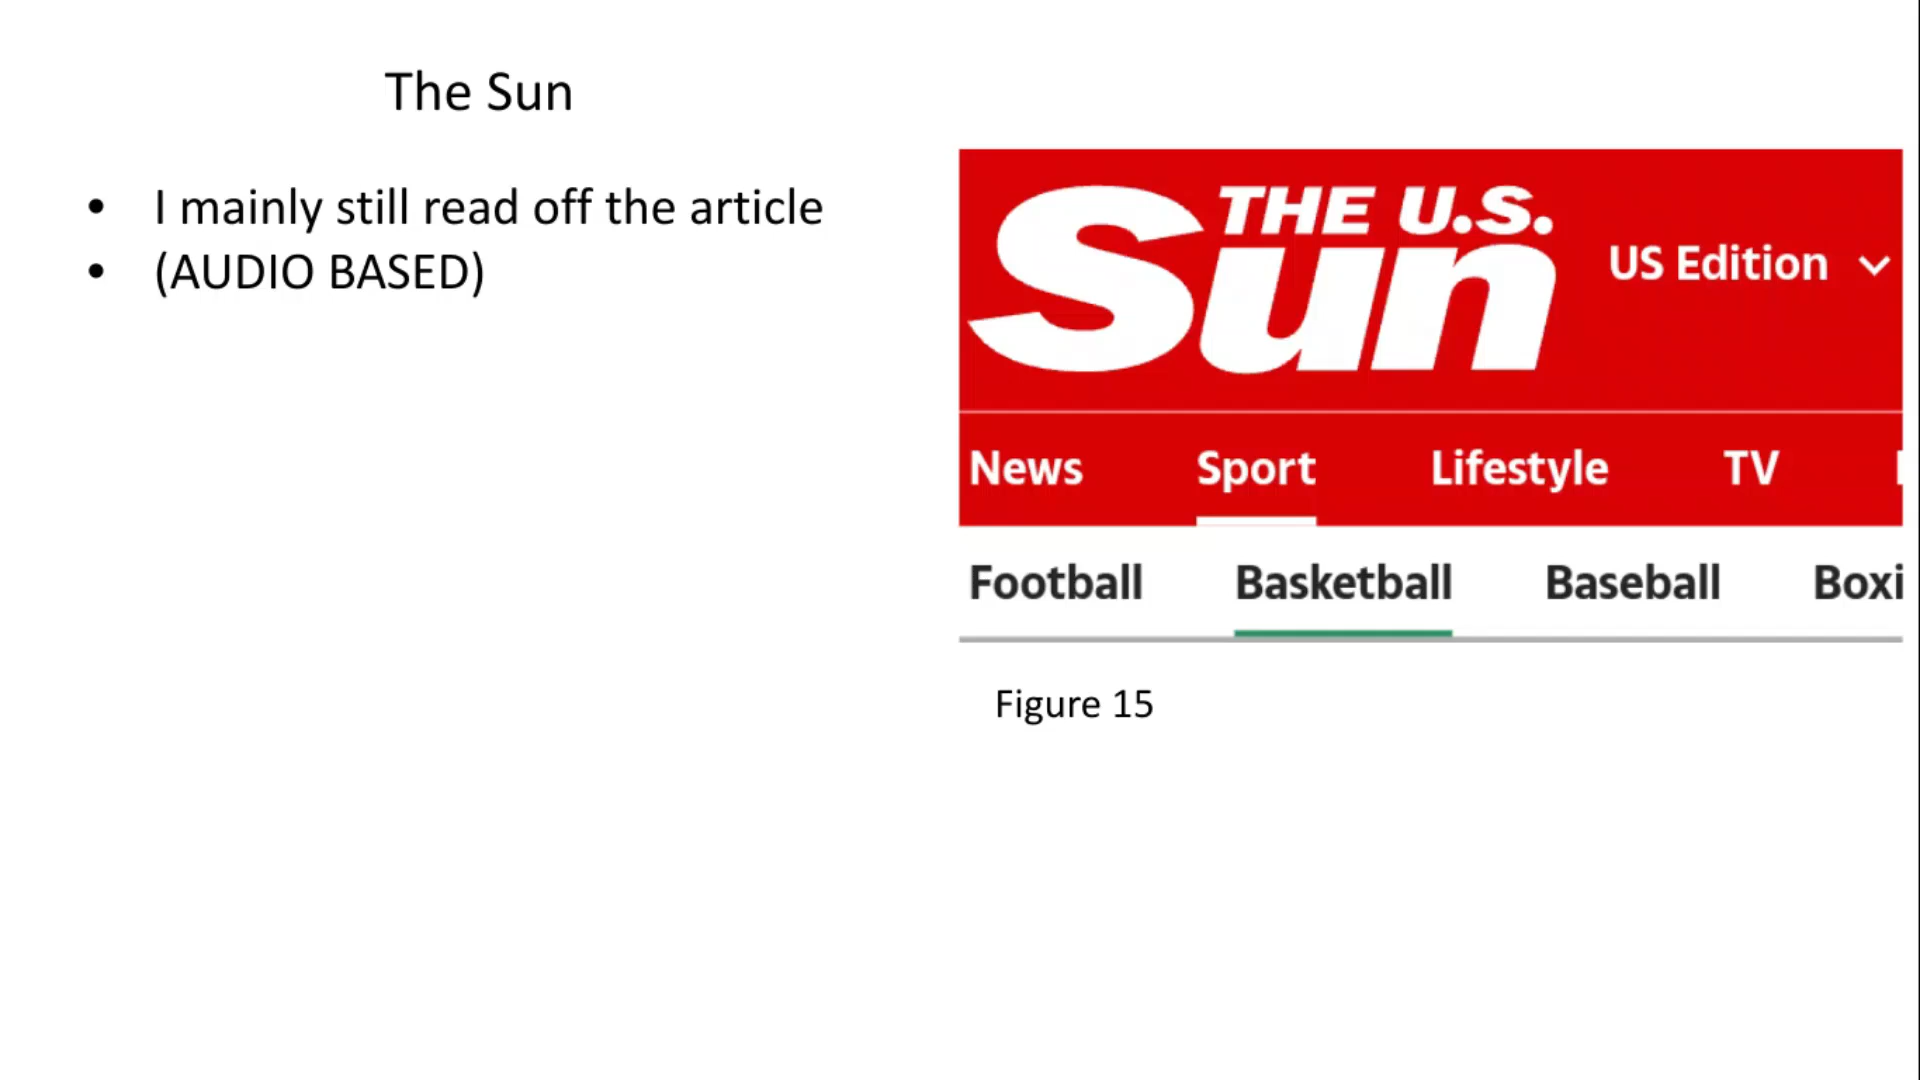 The Sun
• I mainly still read off the article
• (AUDIO BASED)
THE U.S.
Sun
US Edition
News Sport Lifestyle TV
Football Basketball Baseball Boxi
Figure 15